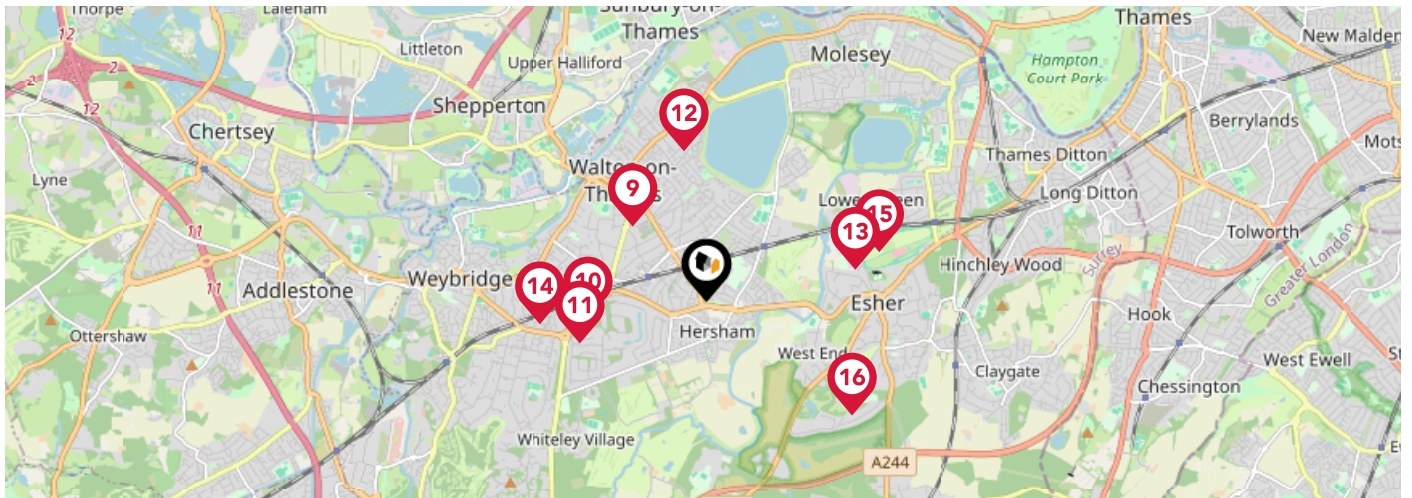 Thorpe
Laleham
Sunbury-on-
Thames
Thames
New Malden
12
2
Littleton
Molesey
Upper Halliford
Hampton
Court Park
2
12
Shepperton
12
Berrylands
Chertsey
Mots
Thames Ditton
Walton-on-
Thames
9
Lyne
Long Ditton
Lower Green
15
13
11
Tolworth
Surrey
Greater London
Weybridge
14
10
11
Hinchley Wood
11
Addlestone
Esher
Hook
Ottershaw
Hersham
West End
West Ewell
St
16
Claygate
Chessington
Whiteley Village
A244
Ew